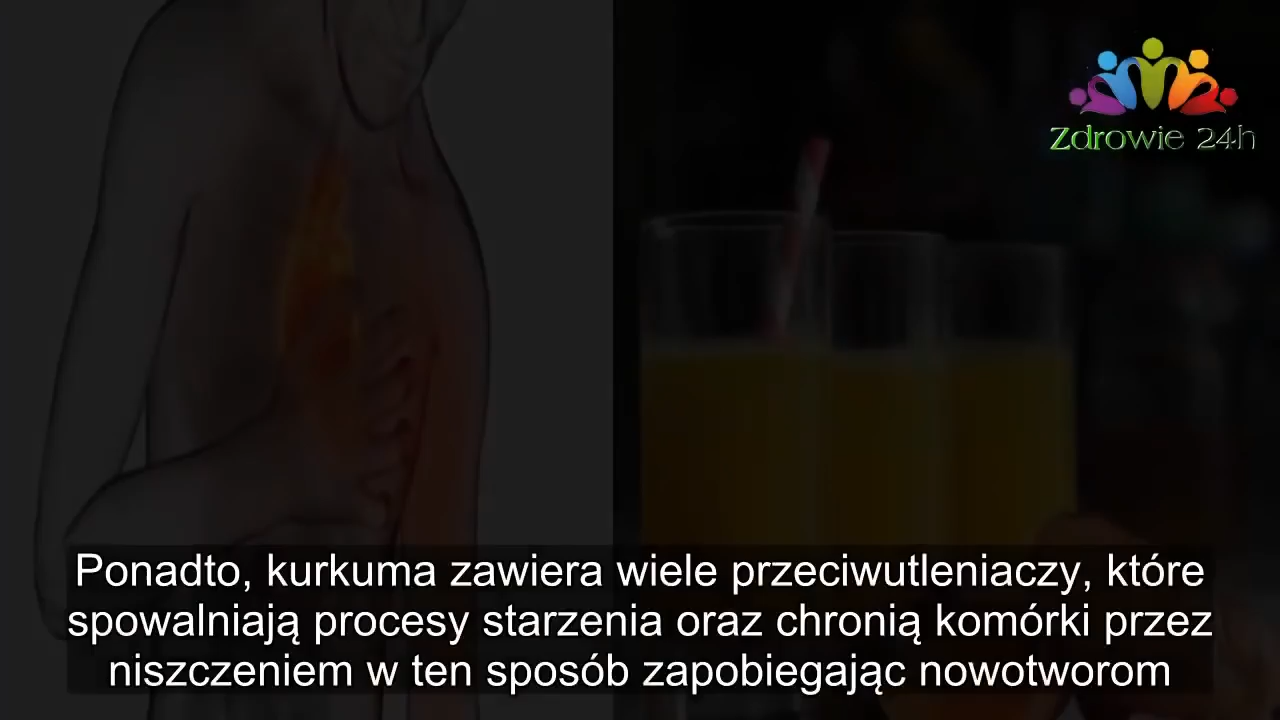 Zdrowie 24h
Ponadto, kurkuma zawiera wiele przeciwutleniaczy, które
spowalniają procesy starzenia oraz chronią komórki przez
niszczeniem w ten sposób zapobiegając nowotworom